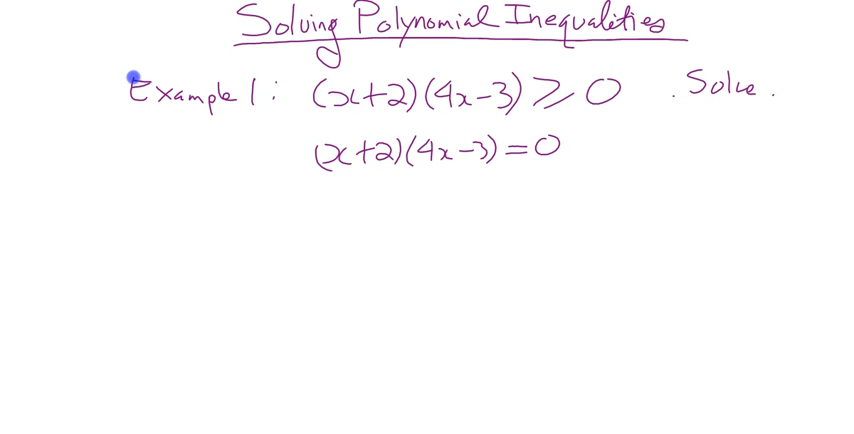 Solving Polynomial Inequalities
Example 1: (x+2)(4x-3) ≥ 0 . Solve .
(x+2)(4x-3) = 0